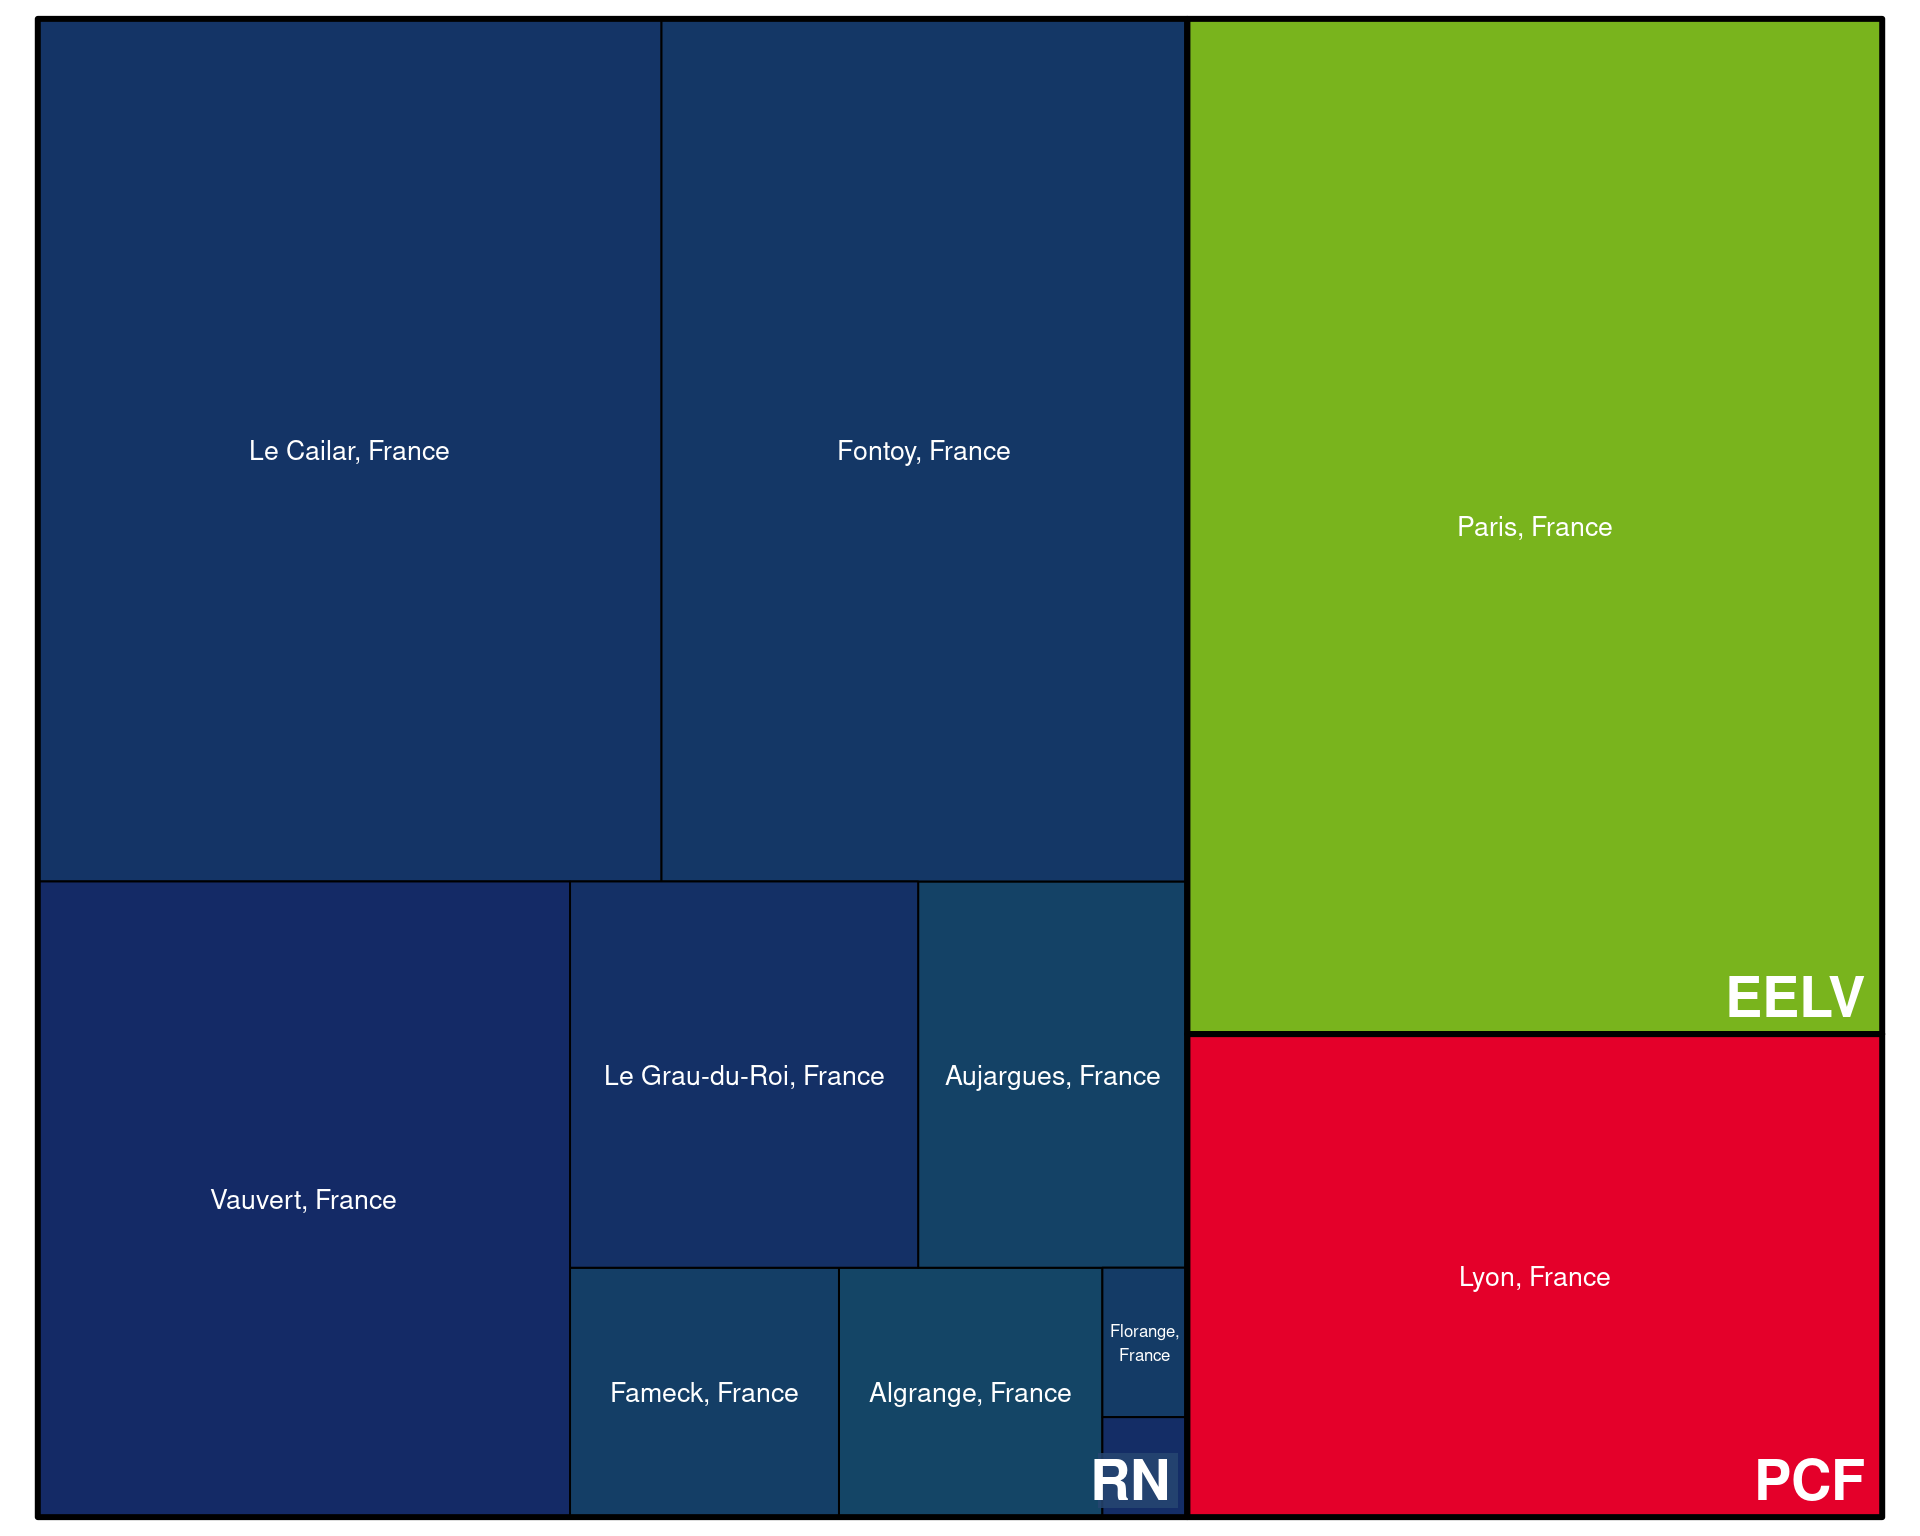 Le Cailar, France
Fontoy, France
Paris, France
EELV
Vauvert, France
Le Grau-du-Roi, France
Aujargues, France
Fameck, France
Algrange, France
Florange,
France
RN
Lyon, France
PCF